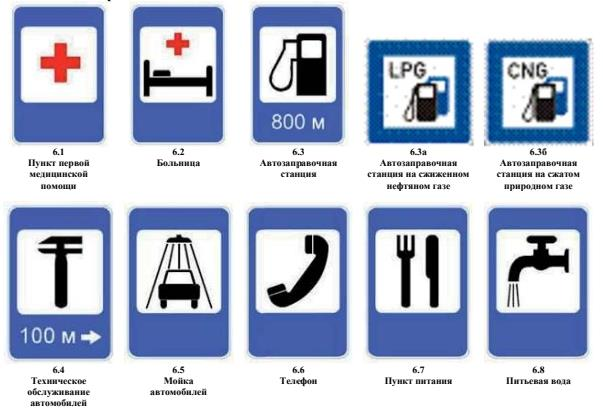 LPG
CNG
800 м
6.1
Пункт первой
медицинской
помощи
6.2
Больница
6.3
Автозаправочная
станция
6.3а
Автозаправочная
станция на сжиженном
нефтяном газе
6.3б
Автозаправочная
станция на сжатом
природном газе
100 м
6.4
Техническое
обслуживание
автомобилей
6.5
Мойка
автомобилей
6.6
Телефон
6.7
Пункт питания
6.8
Питьевая вода